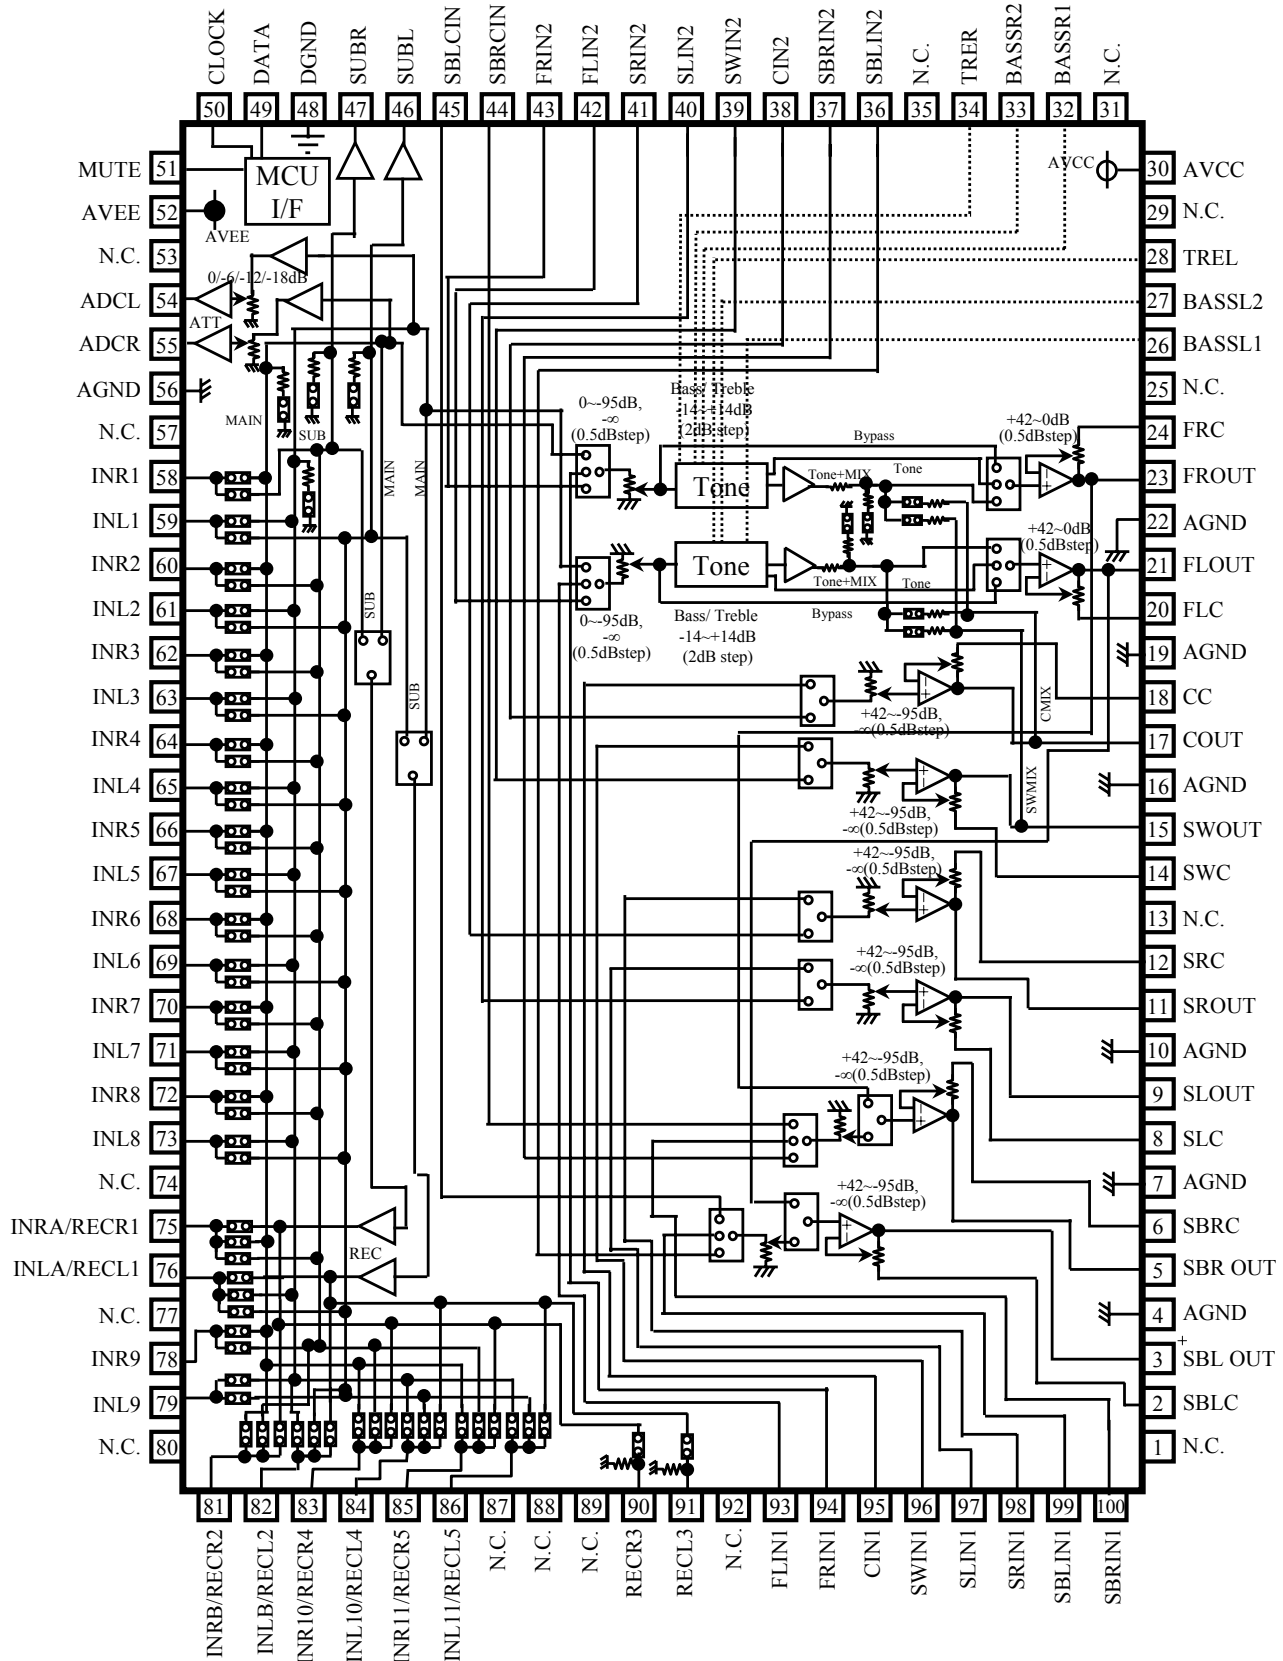 CLOCK
DATA
DGND
SUBR
SUBL
SBLCIN
SBRCIN
FRIN2
FLIN2
SRIN2
SLIN2
SWIN2
CIN2
SBRIN2
SBLIN2
N.C.
TRER
BASSR2
BASSR1
N.C.
50 49 48 47 46 45 44 43 42 41 40 39 38 37 36 35 34 33 32 31
MUTE 51
AVEE 52
N.C. 53
ADCL 54
ADCR 55
AGND 56
N.C. 57
INR1 58
INL1 59
INR2 60
INL2 61
INR3 62
INL3 63
INR4 64
INL4 65
INR5 66
INL5 67
INR6 68
INL6 69
INR7 70
INL7 71
INR8 72
INL8 73
N.C. 74
INRA/RECR1 75
INLA/RECL1 76
N.C. 77
INR9 78
INL9 79
N.C. 80
MCU
I/F
AVEE
0/-6/-12/-18dB
ATT
MAIN
SUB
MAIN
MAIN
SUB
SUB
REC
AVCC
0~-95dB,
-∞
(0.5dBstep)
Bass/ Treble
-14~+14dB
(2dB step)
Tone
Tone+MIX
Tone
Bypass
+42~0dB
(0.5dBstep)
Tone
Tone+MIX
Tone
Bypass
+42~0dB
(0.5dBstep)
0~-95dB,
-∞
(0.5dBstep)
Bass/ Treble
-14~+14dB
(2dB step)
CMIX
SWMIX
+42~-95dB,
-∞(0.5dBstep)
+42~-95dB,
-∞(0.5dBstep)
+42~-95dB,
-∞(0.5dBstep)
+42~-95dB,
-∞(0.5dBstep)
+42~-95dB,
-∞(0.5dBstep)
+42~-95dB,
-∞(0.5dBstep)
30 AVCC
29 N.C.
28 TREL
27 BASSL2
26 BASSL1
25 N.C.
24 FRC
23 FROUT
22 AGND
21 FLOUT
20 FLC
19 AGND
18 CC
17 COUT
16 AGND
15 SWOUT
14 SWC
13 N.C.
12 SRC
11 SROUT
10 AGND
9 SLOUT
8 SLC
7 AGND
6 SBRC
5 SBR OUT
4 AGND
+
3 SBL OUT
2 SBLC
1 N.C.
81 82 83 84 85 86 87 88 89 90 91 92 93 94 95 96 97 98 99 100
INRB/RECR2
INLB/RECL2
INR10/RECR4
INL10/RECL4
INR11/RECR5
INL11/RECL5
N.C.
N.C.
N.C.
RECR3
RECL3
N.C.
FLIN1
FRIN1
CIN1
SWIN1
SLIN1
SRIN1
SBLIN1
SBRIN1